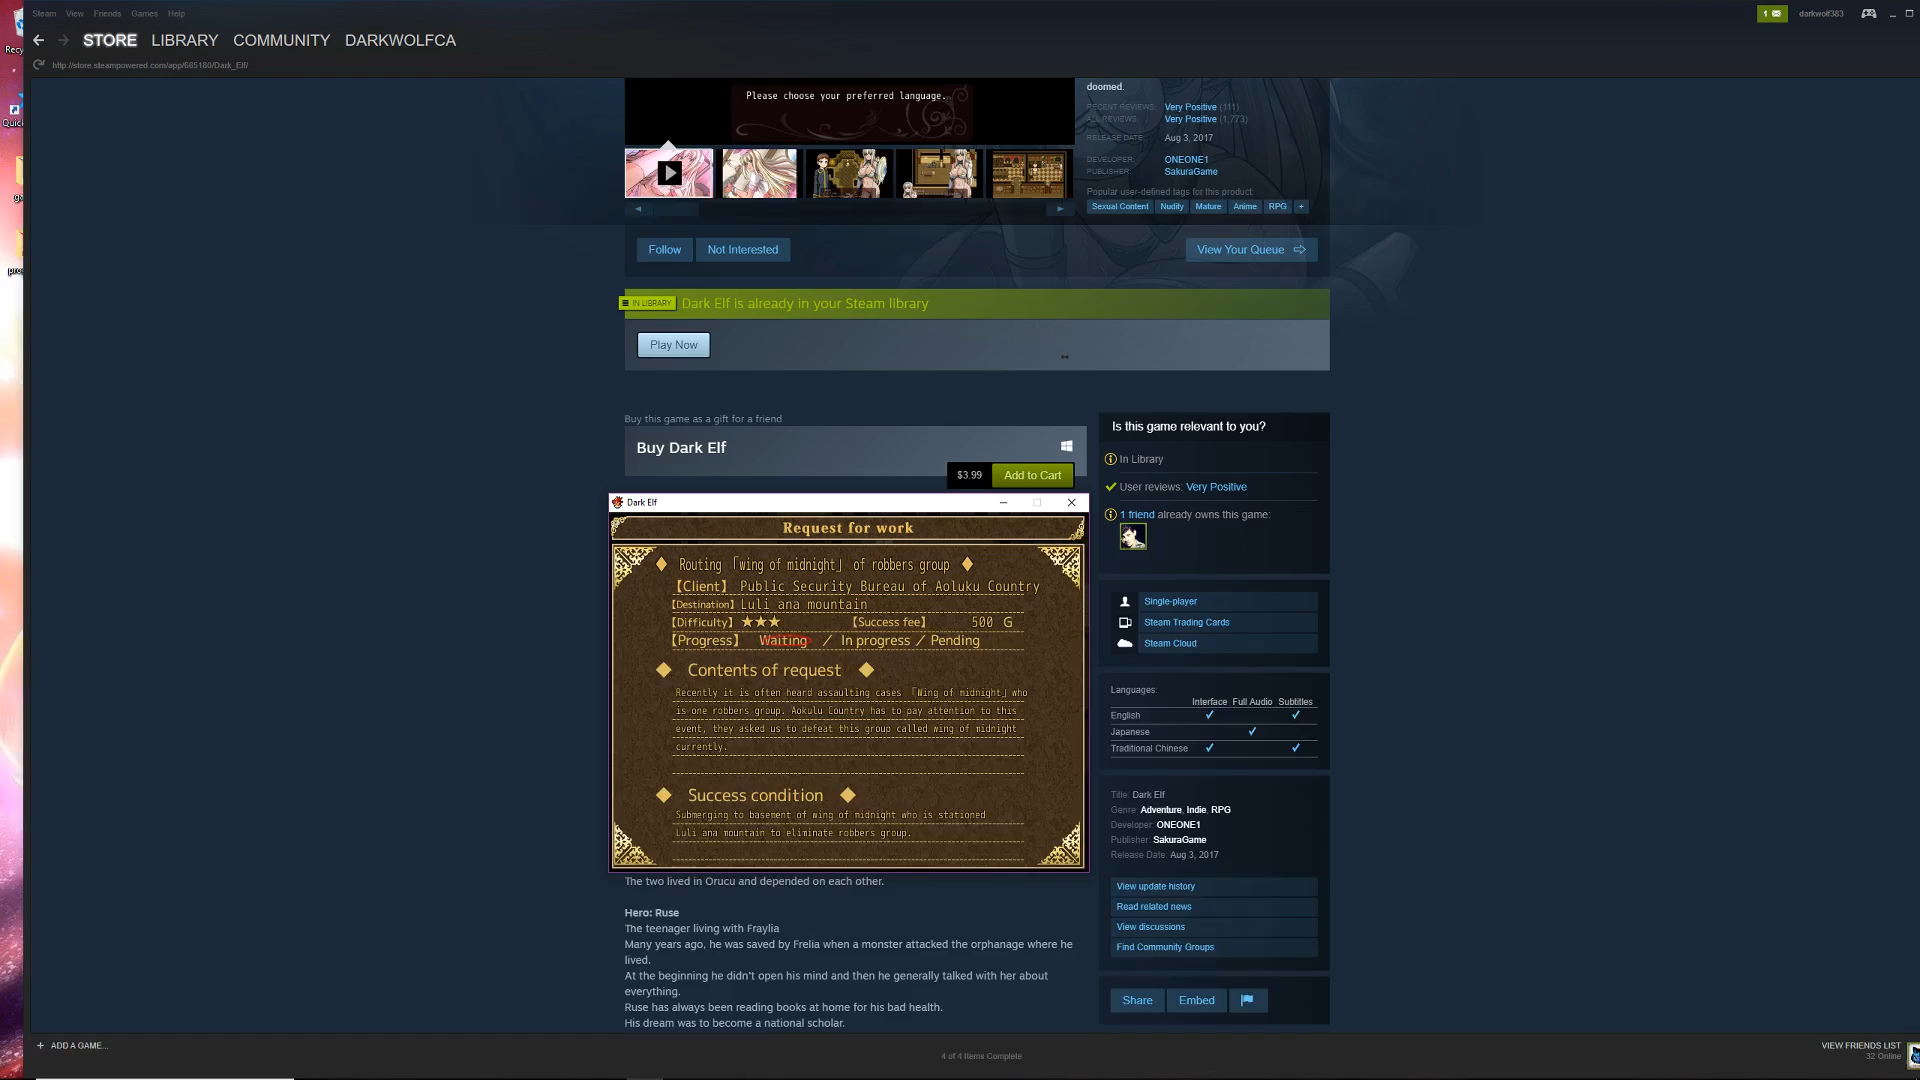 Steam View Friends Games Help
1
darkwolf383
STORE LIBRARY COMMUNITY DARKWOLFCA
http://store.steampowered.com/app/665180/Dark_Elf/
Please choose your preferred language.
doomed.
RECENT REVIEWS: Very Positive (111)
ALL REVIEWS: Very Positive (1,773)
RELEASE DATE: Aug 3, 2017
DEVELOPER: ONEONE1
PUBLISHER: SakuraGame
Popular user-defined tags for this product:
Sexual Content Nudity Mature Anime RPG +
Follow Not Interested
View Your Queue
IN LIBRARY Dark Elf is already in your Steam library
Play Now
Buy this game as a gift for a friend
Buy Dark Elf
$3.99 Add to Cart
Dark Elf
Request for work
Routing 「wing of midnight」 of robbers group
【Client】 Public Security Bureau of Aoluku Country
【Destination】 Luli ana mountain
【Difficulty】 ★★★ 【Success fee】 500 G
【Progress】 Waiting / In progress / Pending
Contents of request
Recently it is often heard assaulting cases 「Wing of midnight」 who
is one robbers group. Aokulu Country has to pay attention to this
event, they asked us to defeat this group called wing of midnight
currently.
Success condition
Submerging to basement of wing of midnight who is stationed
Luli ana mountain to eliminate robbers group.
The two lived in Orucu and depended on each other.
Hero: Ruse
The teenager living with Fraylia
Many years ago, he was saved by Frelia when a monster attacked the orphanage where he
lived.
At the beginning he didn't open his mind and then he generally talked with her about
everything.
Ruse has always been reading books at home for his bad health.
His dream was to become a national scholar.
Is this game relevant to you?
In Library
User reviews: Very Positive
1 friend already owns this game:
Single-player
Steam Trading Cards
Steam Cloud
Languages:
Interface Full Audio Subtitles
English ✓ ✓
Japanese ✓
Traditional Chinese ✓ ✓
Title: Dark Elf
Genre: Adventure, Indie, RPG
Developer: ONEONE1
Publisher: SakuraGame
Release Date: Aug 3, 2017
View update history
Read related news
View discussions
Find Community Groups
Share Embed
+ ADD A GAME...
4 of 4 Items Complete
VIEW FRIENDS LIST
32 Online